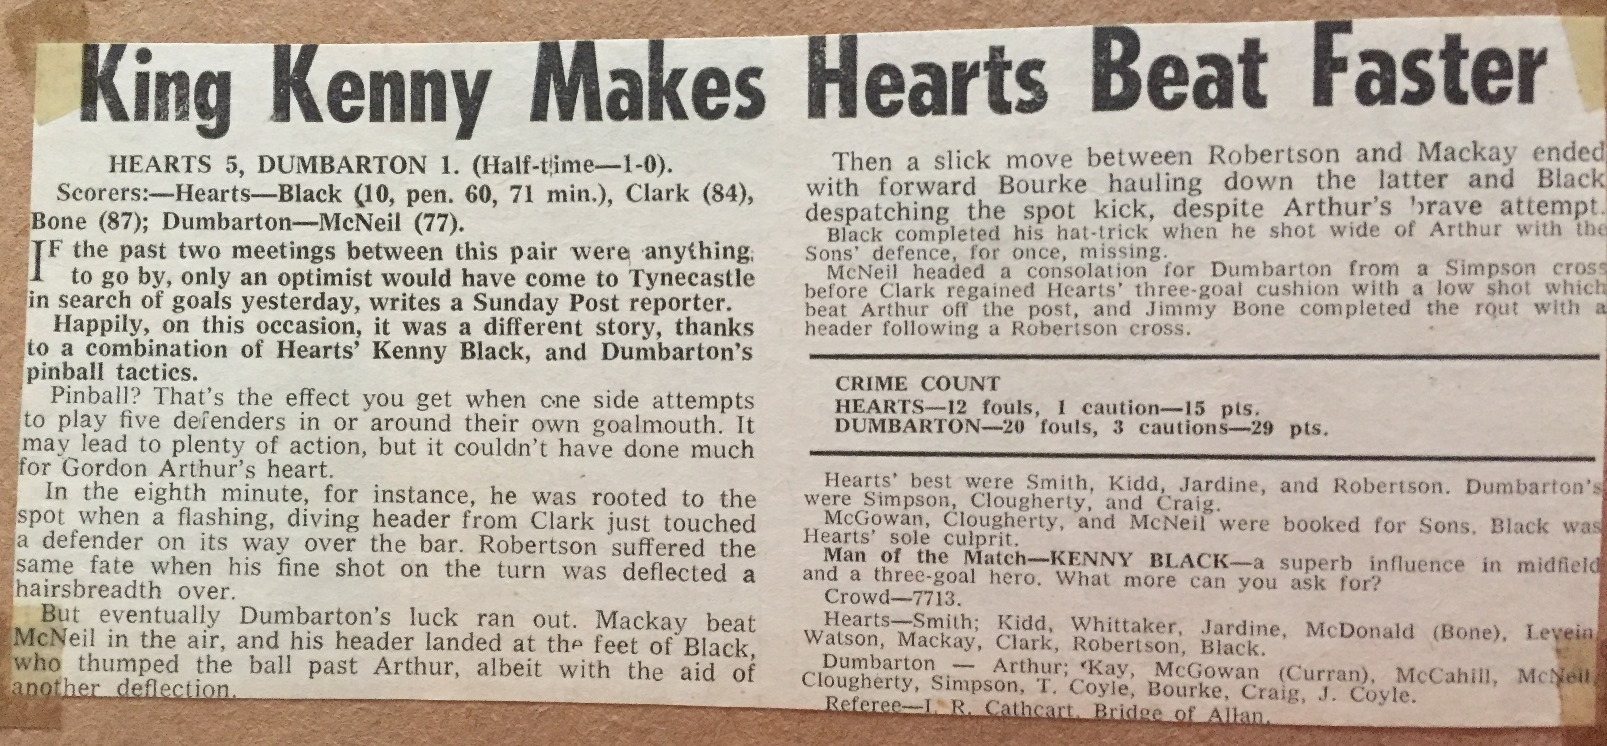 King Kenny Makes Hearts Beat Faster
HEARTS 5, DUMBARTON 1. (Half-time—1-0).
Scorers:—Hearts—Black (10, pen. 60, 71 min.), Clark (84),
Bone (87); Dumbarton—McNeil (77).
IF the past two meetings between this pair were anything
to go by, only an optimist would have come to Tynecastle
in search of goals yesterday, writes a Sunday Post reporter.
Happily, on this occasion, it was a different story, thanks
to a combination of Hearts' Kenny Black, and Dumbarton's
pinball tactics.
Pinball? That's the effect you get when one side attempts
to play five defenders in or around their own goalmouth. It
may lead to plenty of action, but it couldn't have done much
for Gordon Arthur's heart.
In the eighth minute, for instance, he was rooted to the
spot when a flashing, diving header from Clark just touched
a defender on its way over the bar. Robertson suffered the
same fate when his fine shot on the turn was deflected a
hairsbreadth over.
But eventually Dumbarton's luck ran out. Mackay beat
McNeil in the air, and his header landed at the feet of Black,
who thumped the ball past Arthur, albeit with the aid of
another deflection.
Then a slick move between Robertson and Mackay ended
with forward Bourke hauling down the latter and Black
despatching the spot kick, despite Arthur's brave attempt.
Black completed his hat-trick when he shot wide of Arthur with the
Sons' defence, for once, missing.
McNeil headed a consolation for Dumbarton from a Simpson cross
before Clark regained Hearts' three-goal cushion with a low shot which
beat Arthur off the post, and Jimmy Bone completed the rout with a
header following a Robertson cross.
CRIME COUNT
HEARTS—12 fouls, 1 caution—15 pts.
DUMBARTON—20 fouls, 3 cautions—29 pts.
Hearts' best were Smith, Kidd, Jardine, and Robertson. Dumbarton's
were Simpson, Clougherty, and Craig.
McGowan, Clougherty, and McNeil were booked for Sons. Black was
Hearts' sole culprit.
Man of the Match—KENNY BLACK—a superb influence in midfield
and a three-goal hero. What more can you ask for?
Crowd—7713.
Hearts—Smith; Kidd, Whittaker, Jardine, McDonald (Bone), Levein,
Watson, Mackay, Clark, Robertson, Black.
Dumbarton — Arthur; Kay, McGowan (Curran), McCahill, McNeil,
Clougherty, Simpson, T. Coyle, Bourke, Craig, J. Coyle.
Referee—J. R. Cathcart, Bridge of Allan.